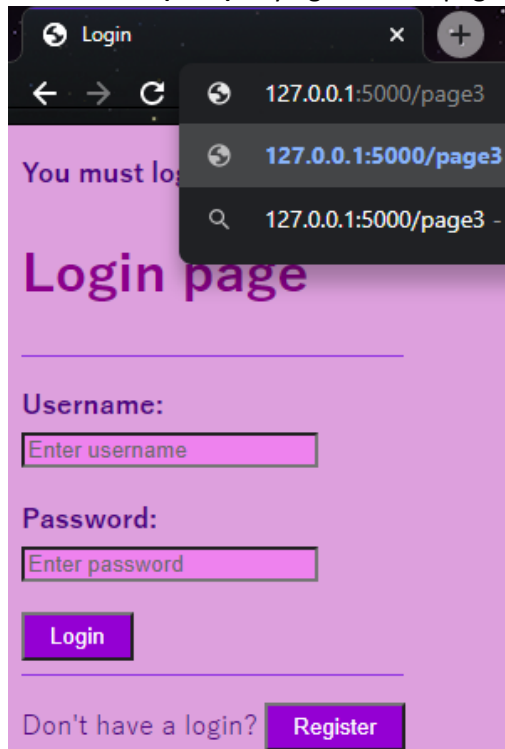 Login
127.0.0.1:5000/page3
127.0.0.1:5000/page3
127.0.0.1:5000/page3 -
You must
Login page
Username:
Enter username
Password:
Enter password
Login
Don't have a login? Register